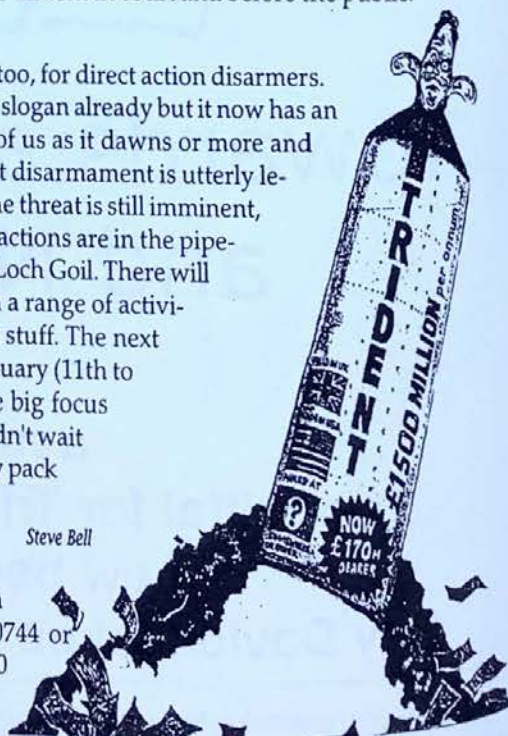 too, for direct action disarmers.
slogan already but it now has an
of us as it dawns or more and
t disarmament is utterly le-
e threat is still imminent,
actions are in the pipe-
Loch Goil. There will
a range of activi-
stuff. The next
uary (11th to
e big focus
dn't wait
pack
Steve Bell
0744 or
0
TRIDENT
£1500 MILLION per annum
NOW
£170M
DEARER